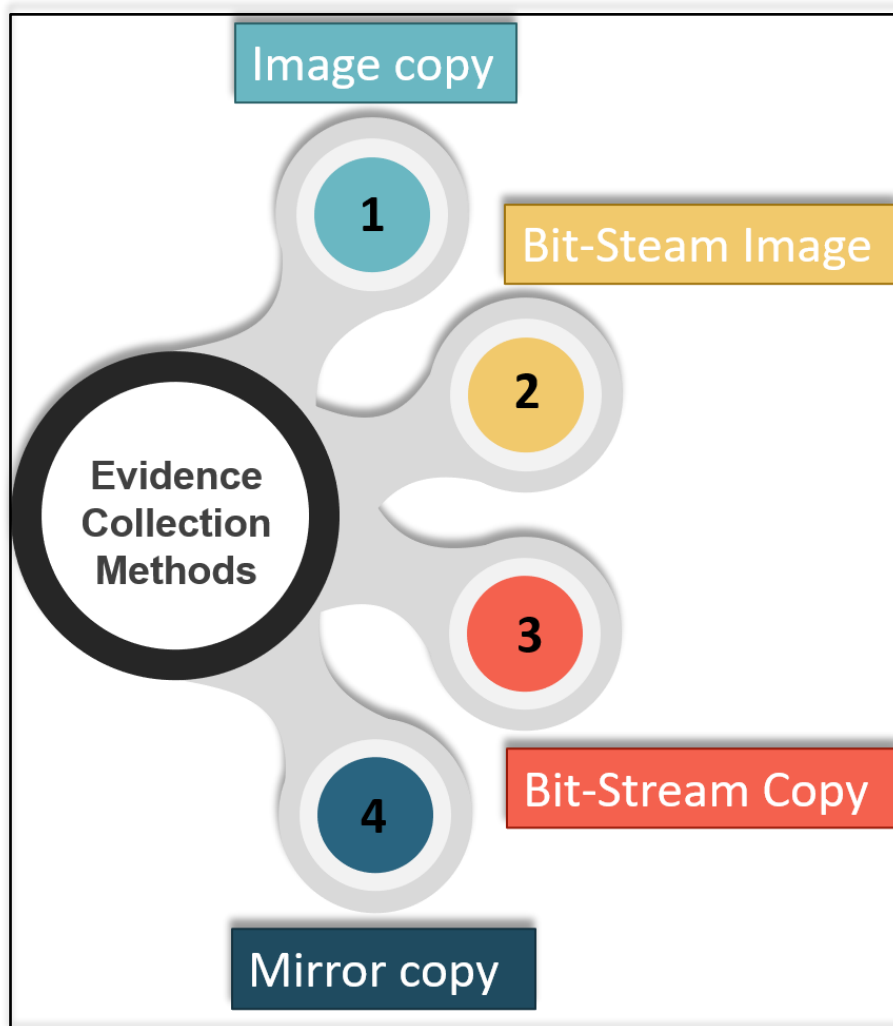 Image copy
1
Bit-Steam Image
2
Evidence
Collection
Methods
3
Bit-Stream Copy
4
Mirror copy